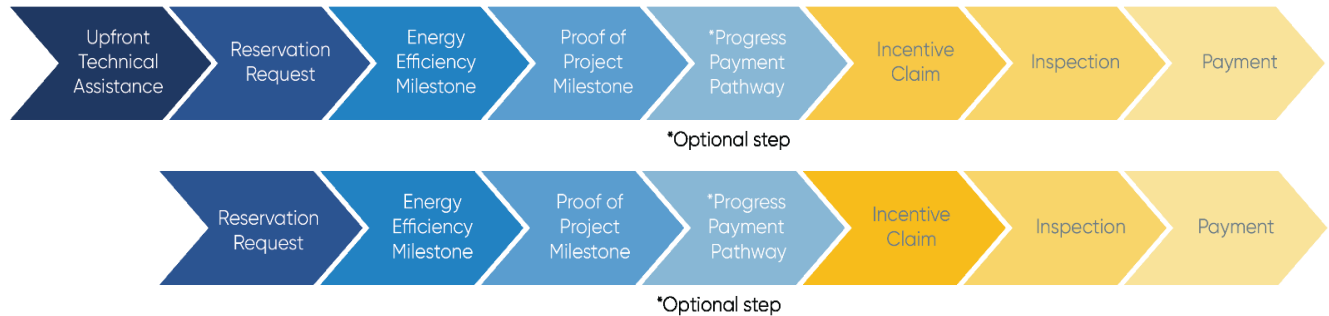 Upfront
Technical
Assistance
Reservation
Request
Energy
Efficiency
Milestone
Proof of
Project
Milestone
*Progress
Payment
Pathway
Incentive
Claim
Inspection
Payment
*Optional step
Reservation
Request
Energy
Efficiency
Milestone
Proof of
Project
Milestone
*Progress
Payment
Pathway
Incentive
Claim
Inspection
Payment
*Optional step